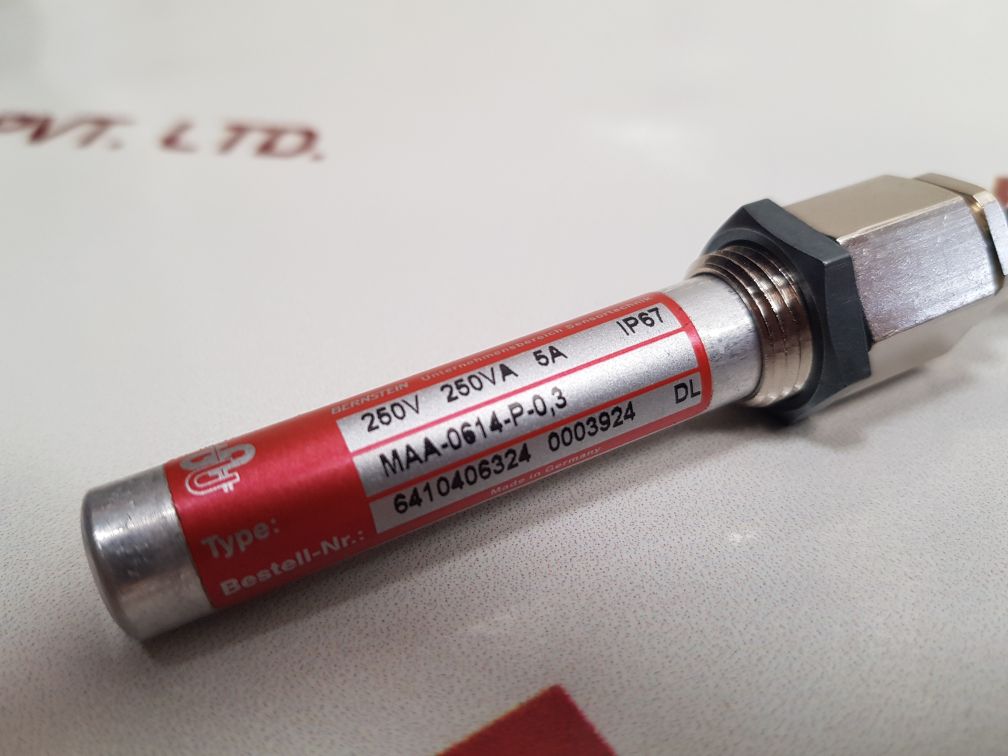 PVT. LTD.
BERNSTEIN Unternehmensbereich Sensortechnik
250V 250VA 5A IP67
Type: MAA-0614-P-0,3
Bestell-Nr.: 6410406324 0003924 DL
Made in Germany